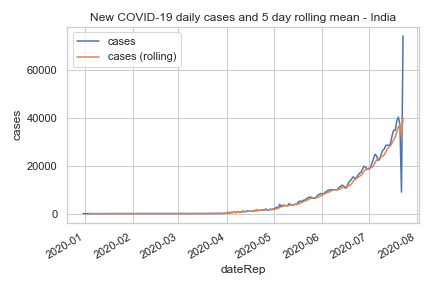 New COVID-19 daily cases and 5 day rolling mean - India
cases
cases (rolling)
60000
40000
20000
0
cases
2020-01
2020-02
2020-03
2020-04
2020-05
2020-06
2020-07
2020-08
dateRep